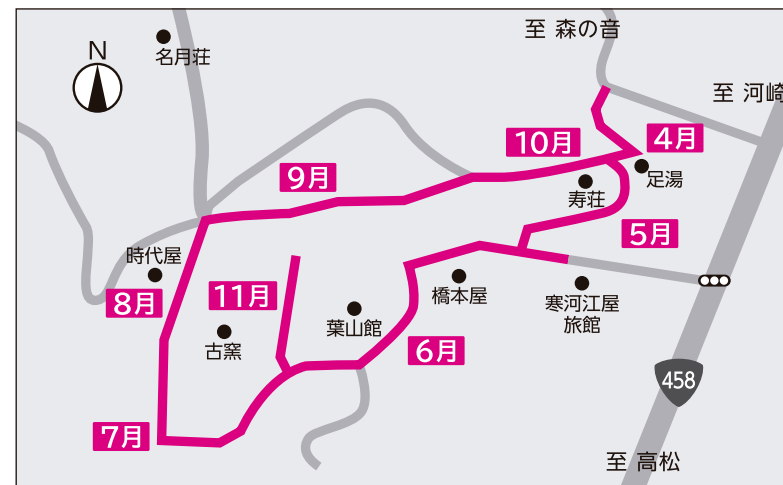 至 森の音
N
名月荘
至 河崎
10月
4月
足湯
9月
寿荘
5月
時代屋
8月
11月
橋本屋
寒河江屋
旅館
葉山館
古窯
6月
458
7月
至 高松